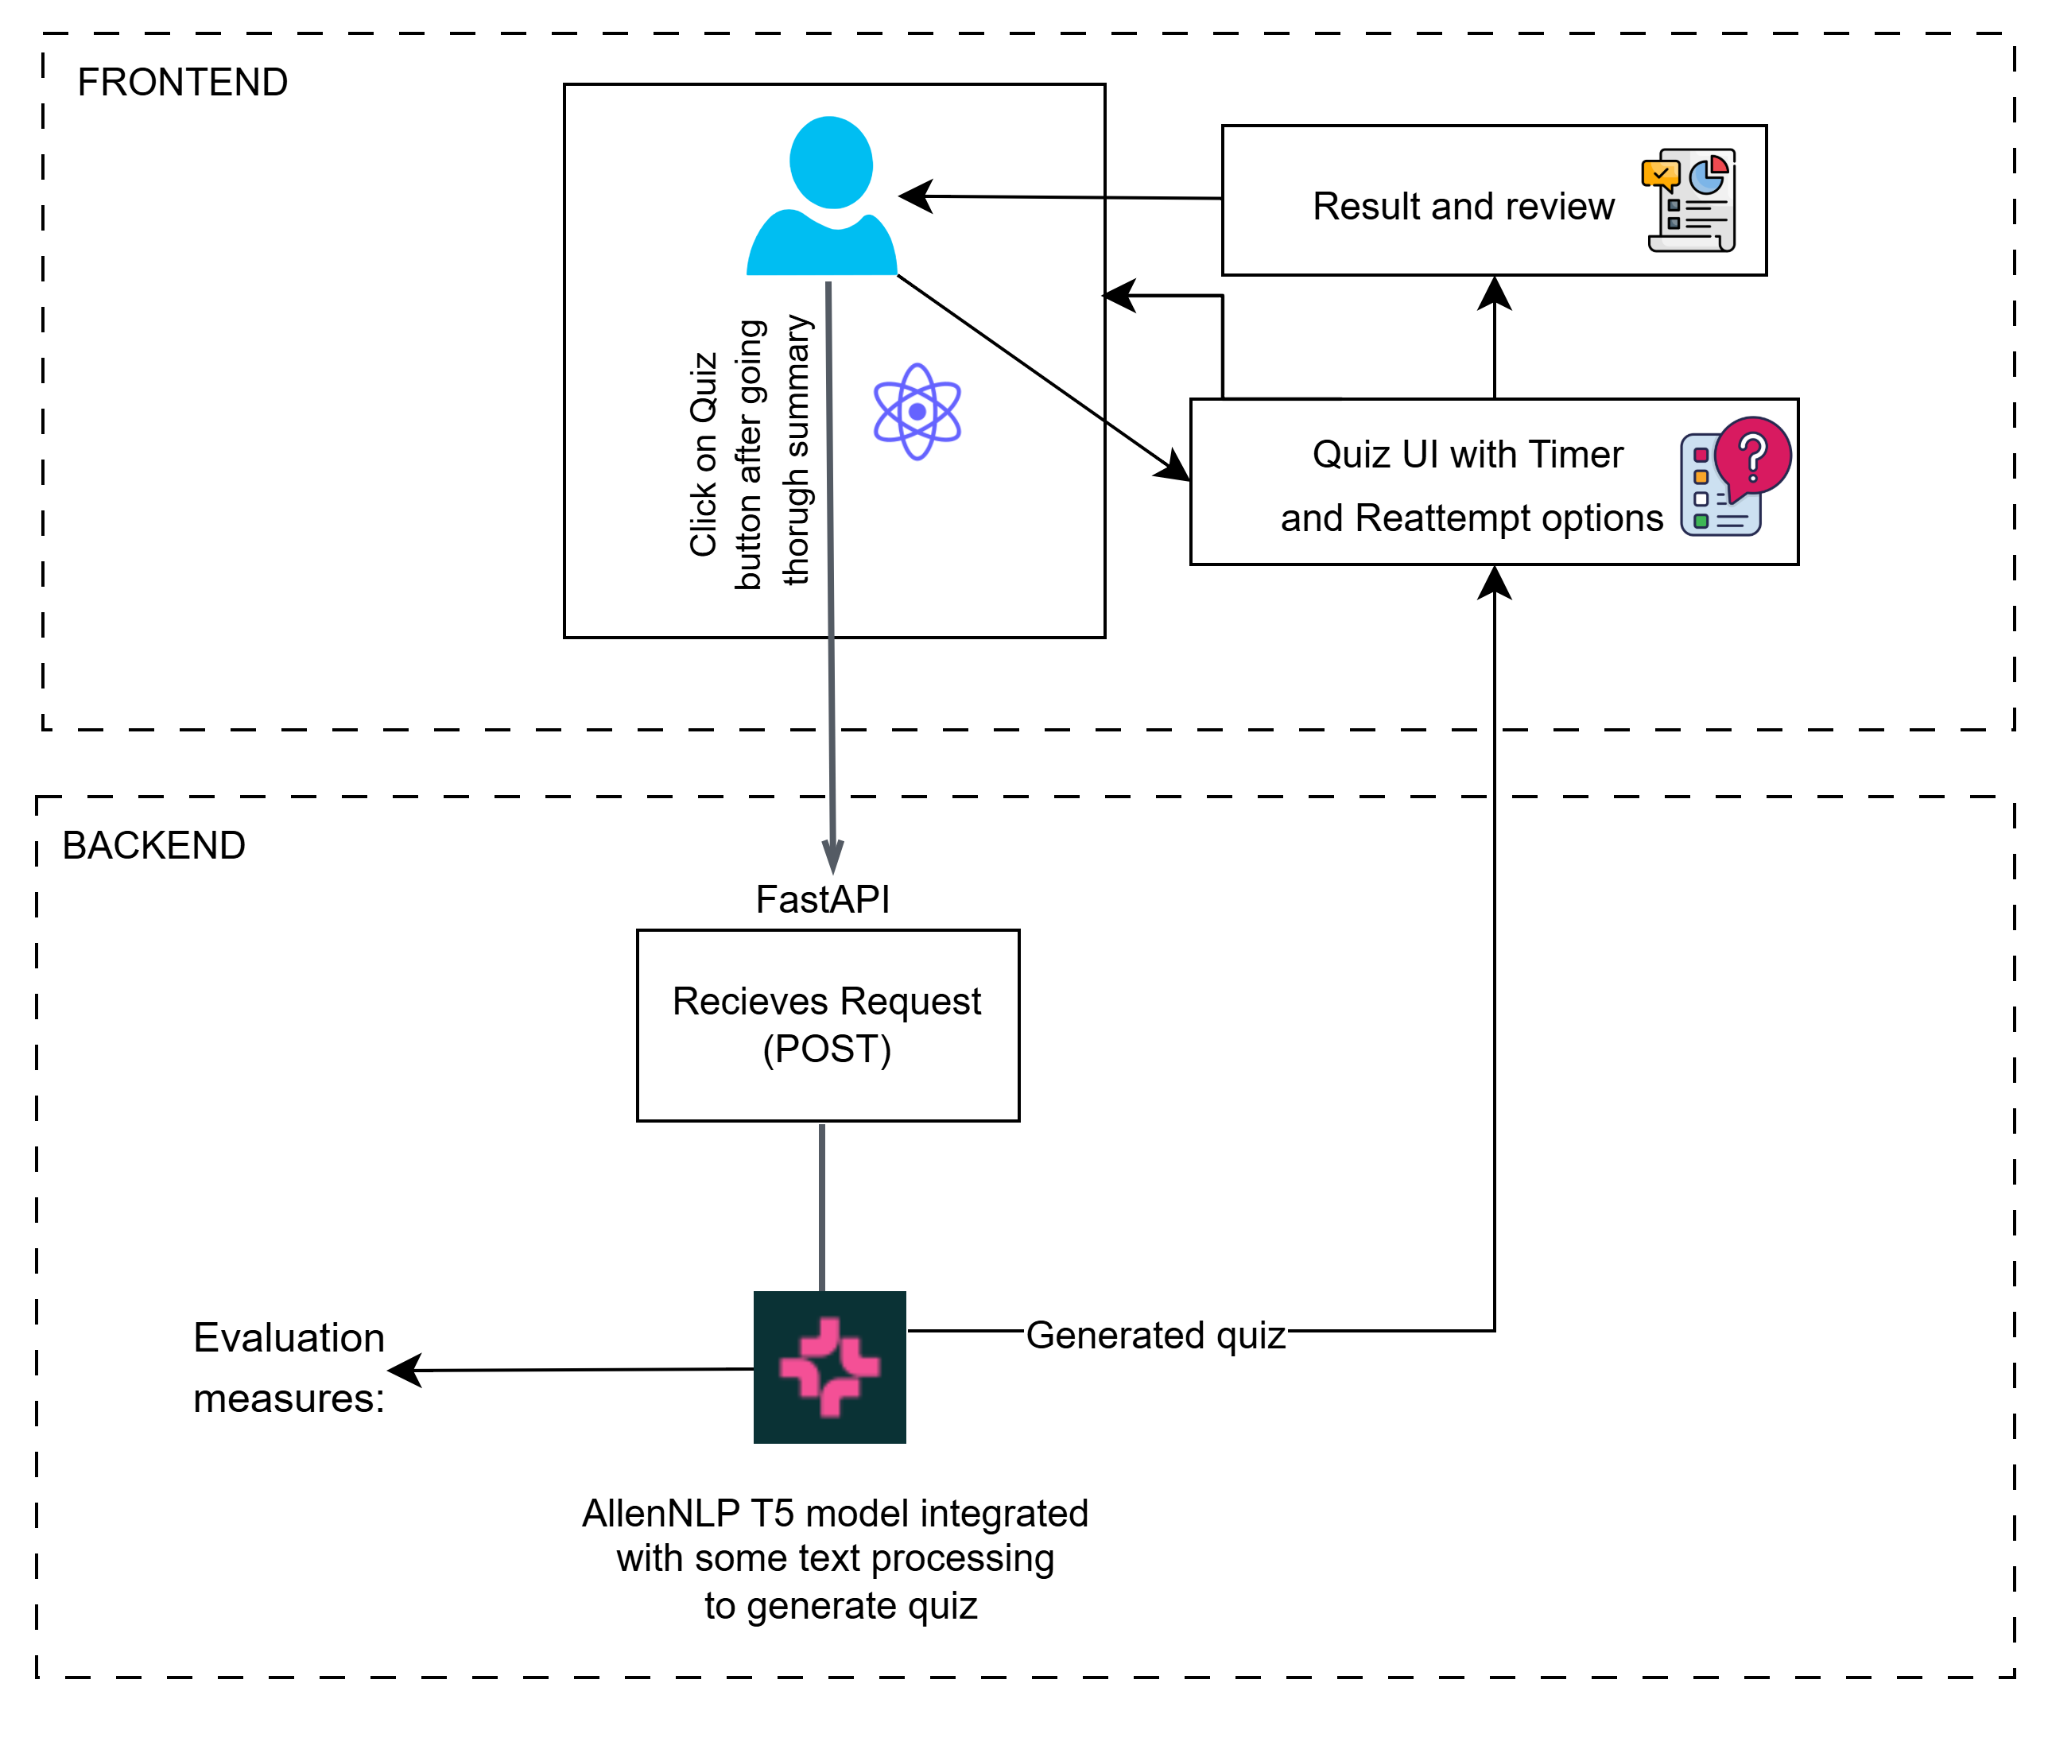 FRONTEND
Click on Quiz
button after going
thorugh summary
Result and review
Quiz UI with Timer
and Reattempt options
BACKEND
FastAPI
Recieves Request
(POST)
Evaluation
measures:
Generated quiz
AllenNLP T5 model integrated
with some text processing
to generate quiz